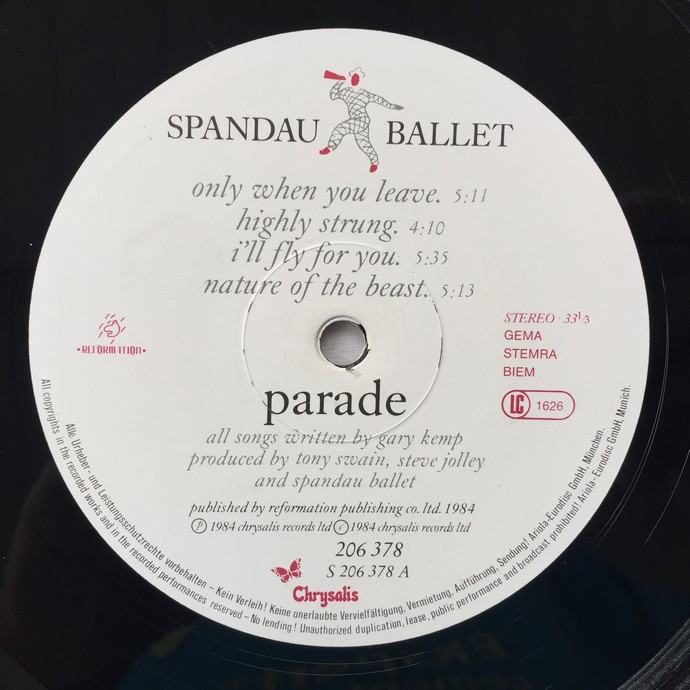 SPANDAU BALLET
only when you leave. 5:11
highly strung. 4:10
i'll fly for you. 5:35
nature of the beast. 5:13
•REFORMATION•
STEREO · 33 1/3
GEMA
STEMRA
BIEM
LC 1626
parade
all songs written by gary kemp
produced by tony swain, steve jolley
and spandau ballet
published by reformation publishing co. ltd. 1984
℗ 1984 chrysalis records ltd © 1984 chrysalis records ltd
206 378
S 206 378 A
Chrysalis
Alle Urheber- und Leistungsschutzrechte vorbehalten – Kein Verleih! Keine unerlaubte Vervielfältigung, Vermietung, Aufführung, Sendung! Ariola-Eurodisc GmbH, München.
All copyrights in the recorded works and in the recorded performances reserved – No lending! Unauthorized duplication, lease, public performance and broadcast prohibited! Ariola-Eurodisc GmbH, Munich.